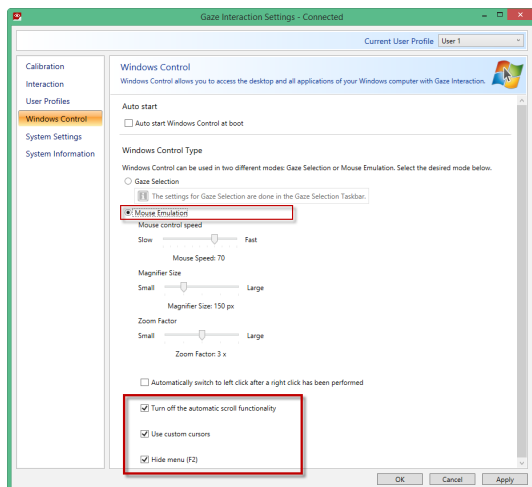 Gaze Interaction Settings - Connected
Current User Profile User 1
Calibration
Interaction
User Profiles
Windows Control
System Settings
System Information
Windows Control
Windows Control allows you to access the desktop and all applications of your Windows computer with Gaze Interaction.
Auto start
Auto start Windows Control at boot
Windows Control Type
Windows Control can be used in two different modes: Gaze Selection or Mouse Emulation. Select the desired mode below.
Gaze Selection
The settings for Gaze Selection are done in the Gaze Selection Taskbar.
Mouse Emulation
Mouse control speed
Slow Fast
Mouse Speed: 70
Magnifier Size
Small Large
Magnifier Size: 150 px
Zoom Factor
Small Large
Zoom Factor: 3 x
Automatically switch to left click after a right click has been performed
Turn off the automatic scroll functionality
Use custom cursors
Hide menu (F2)
OK Cancel Apply